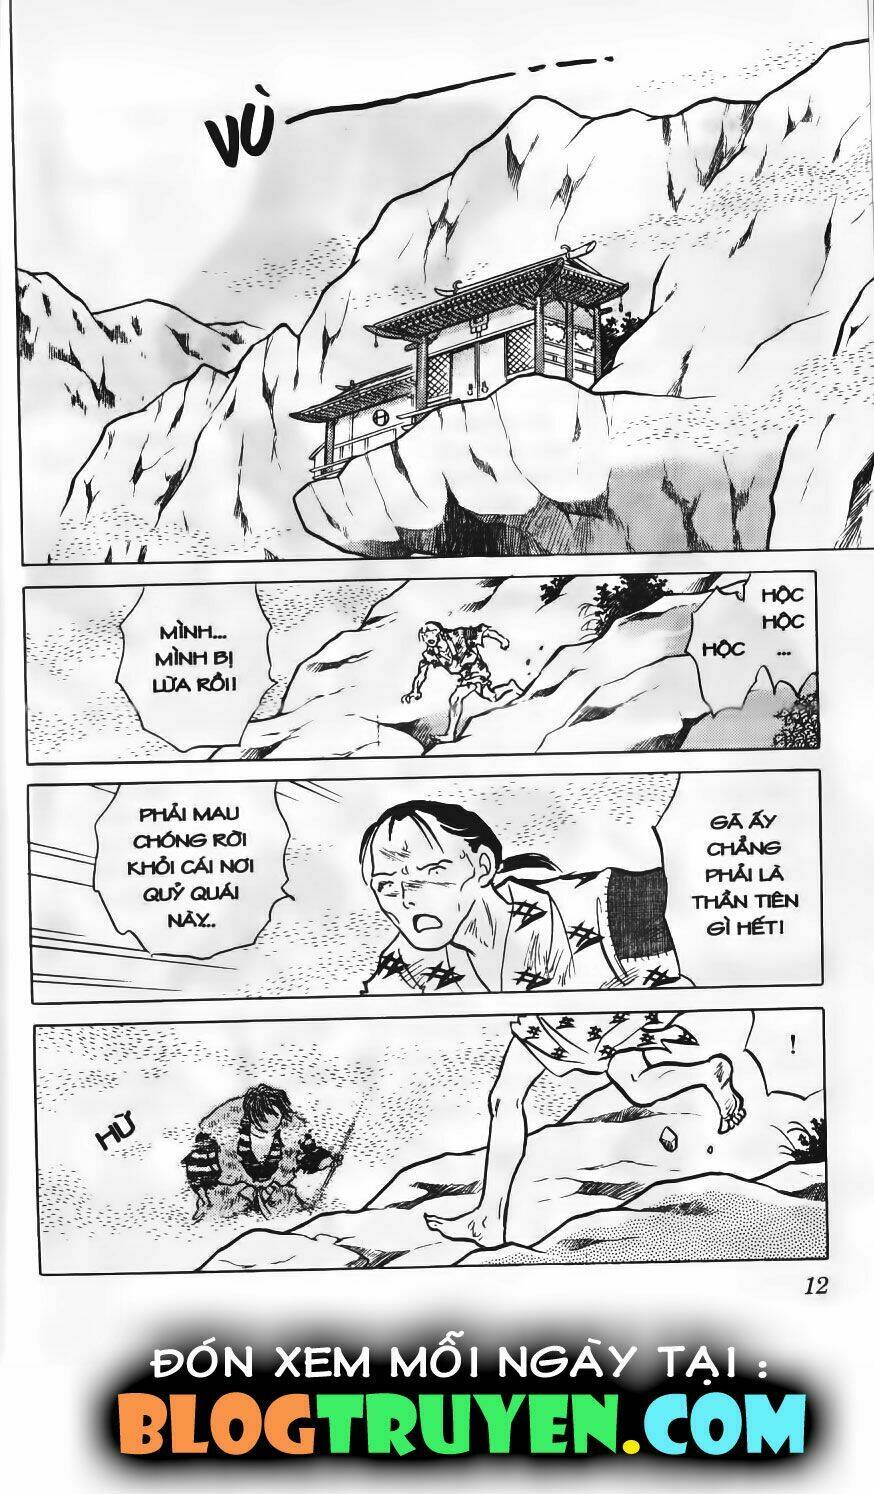 VÙ
HỘC
HỘC
HỘC ...
MÌNH...
MÌNH BỊ
LỪA RỒI!
GÃ ẤY
CHẲNG
PHẢI LÀ
THẦN TIÊN
GÌ HẾT!
PHẢI MAU
CHÓNG RỜI
KHỎI CÁI NƠI
QUỶ QUÁI
NÀY...
!
HỪ
12
ĐÓN XEM MỖI NGÀY TẠI :
BLOGTRUYEN.COM